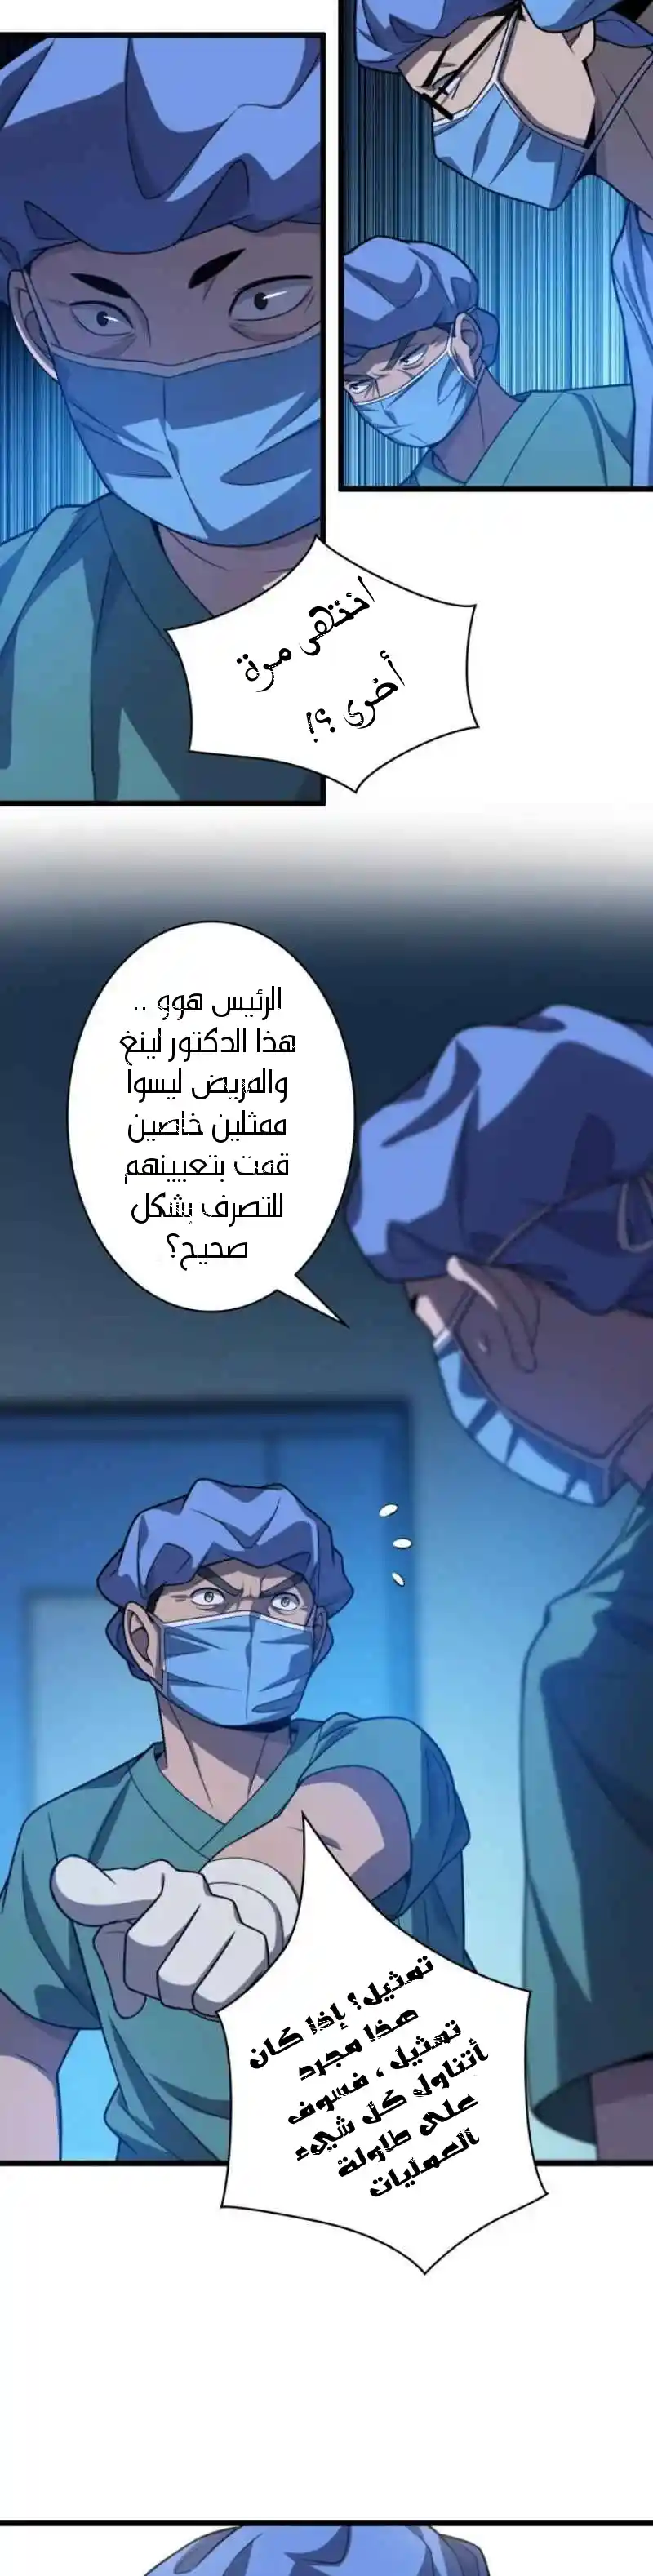 انتهى مرة
أخرى ؟!
الرئيس هوو ..
هذا الدكتور لينغ
والمريض ليسوا
ممثلين خاصين
قمت بتعيينهم
للتصرف بشكل
صحيح؟
تمثيل؟ إذا كان
هذا مجرد
تمثيل ، فسوف
أتناول كل شيء
على طاولة
العمليات